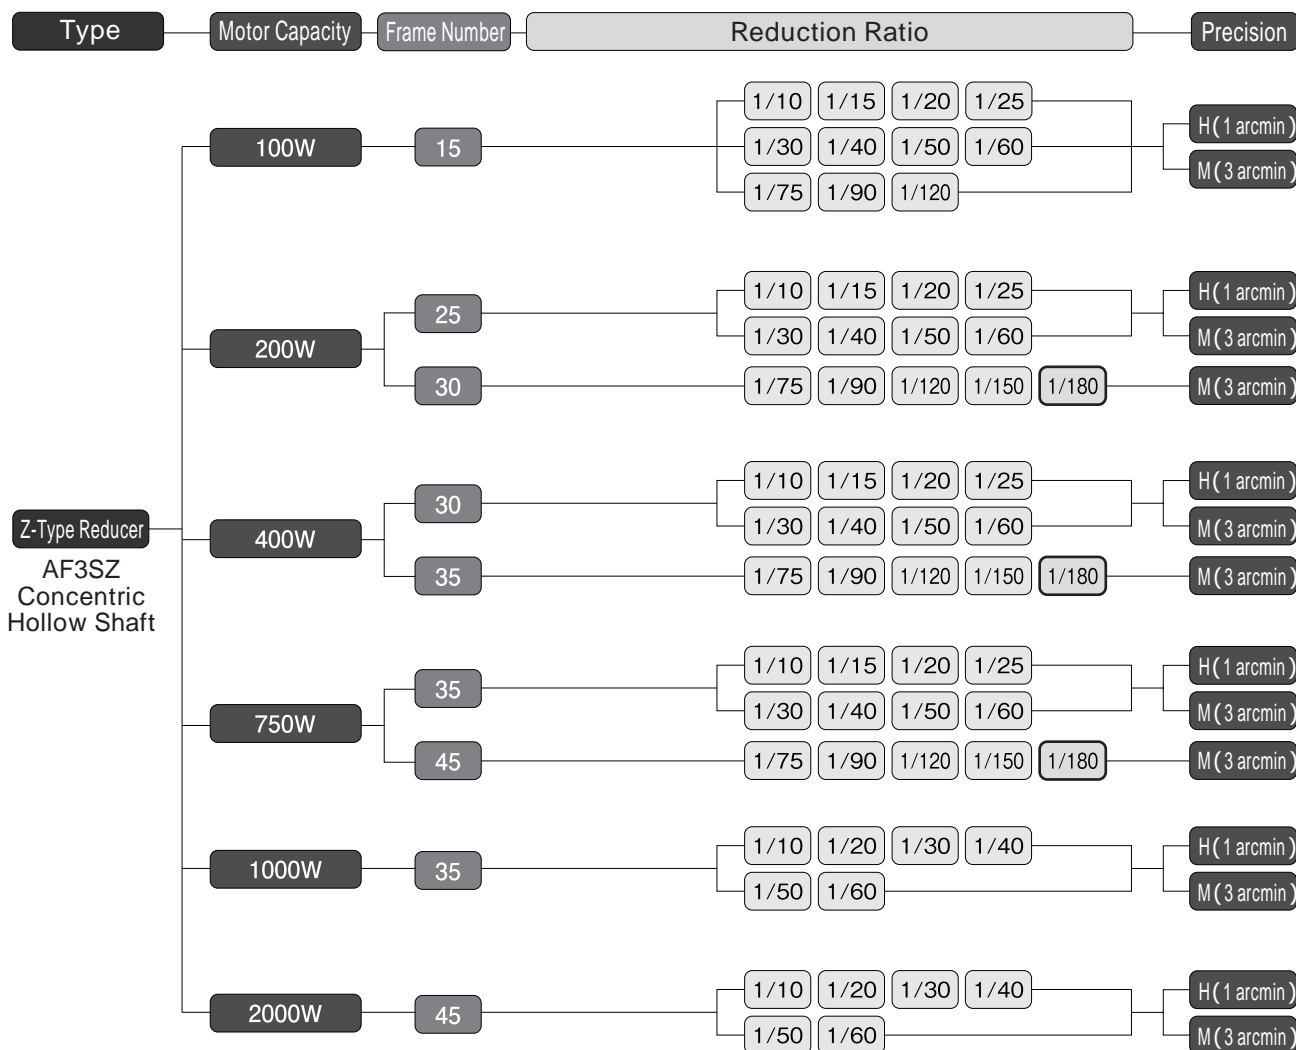 Type Motor Capacity Frame Number Reduction Ratio Precision
1/10 1/15 1/20 1/25
H(1 arcmin)
100W 15 1/30 1/40 1/50 1/60
M(3 arcmin)
1/75 1/90 1/120
1/10 1/15 1/20 1/25 H(1 arcmin)
25
1/30 1/40 1/50 1/60 M(3 arcmin)
200W
30 1/75 1/90 1/120 1/150 1/180 M(3 arcmin)
1/10 1/15 1/20 1/25 H(1 arcmin)
30
1/30 1/40 1/50 1/60 M(3 arcmin)
Z-Type Reducer
400W
AF3SZ
Concentric
Hollow Shaft
35 1/75 1/90 1/120 1/150 1/180 M(3 arcmin)
1/10 1/15 1/20 1/25 H(1 arcmin)
35
1/30 1/40 1/50 1/60 M(3 arcmin)
750W
45 1/75 1/90 1/120 1/150 1/180 M(3 arcmin)
1/10 1/20 1/30 1/40 H(1 arcmin)
1000W 35
1/50 1/60 M(3 arcmin)
1/10 1/20 1/30 1/40 H(1 arcmin)
2000W 45
1/50 1/60 M(3 arcmin)